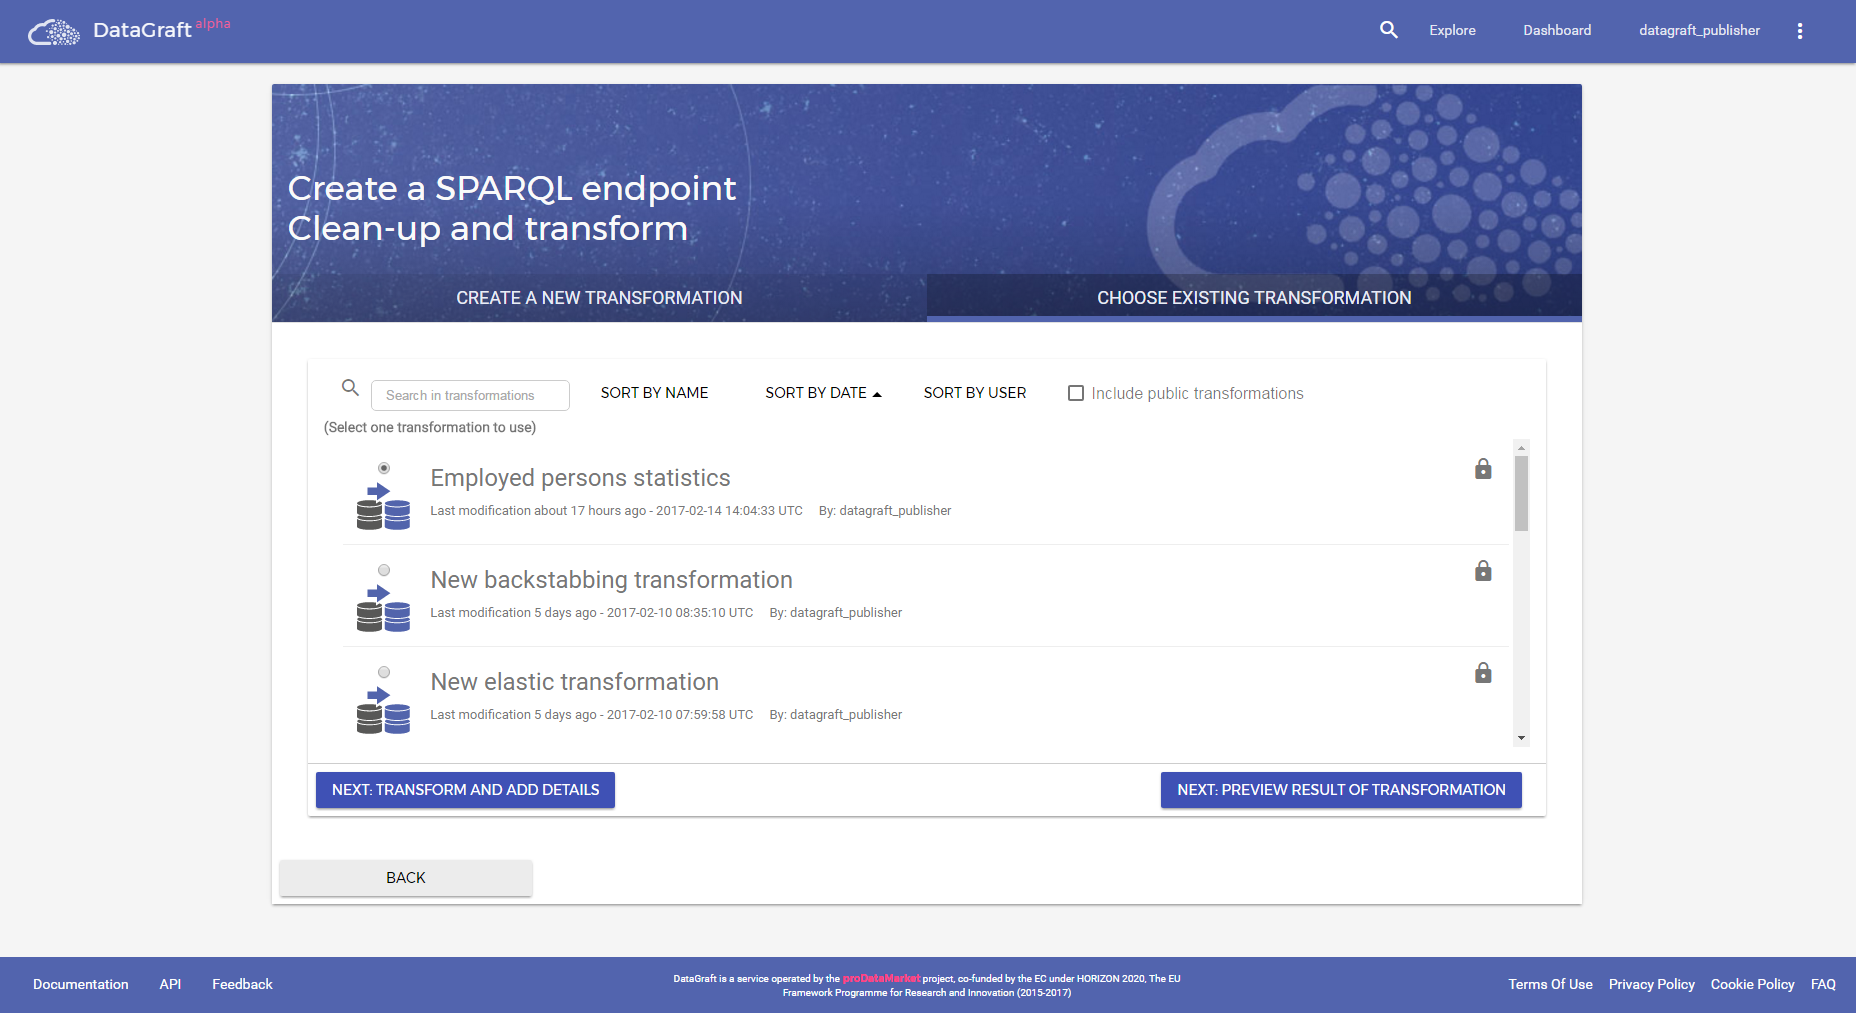 DataGraft alpha
Explore
Dashboard
datagraft_publisher
Create a SPARQL endpoint
Clean-up and transform
CREATE A NEW TRANSFORMATION
CHOOSE EXISTING TRANSFORMATION
Search in transformations
SORT BY NAME
SORT BY DATE
SORT BY USER
Include public transformations
(Select one transformation to use)
Employed persons statistics
Last modification about 17 hours ago - 2017-02-14 14:04:33 UTC By: datagraft_publisher
New backstabbing transformation
Last modification 5 days ago - 2017-02-10 08:35:10 UTC By: datagraft_publisher
New elastic transformation
Last modification 5 days ago - 2017-02-10 07:59:58 UTC By: datagraft_publisher
NEXT: TRANSFORM AND ADD DETAILS
NEXT: PREVIEW RESULT OF TRANSFORMATION
BACK
Documentation
API
Feedback
DataGraft is a service operated by the proDataMarket project, co-funded by the EC under HORIZON 2020, The EU
Framework Programme for Research and Innovation (2015-2017)
Terms Of Use
Privacy Policy
Cookie Policy
FAQ